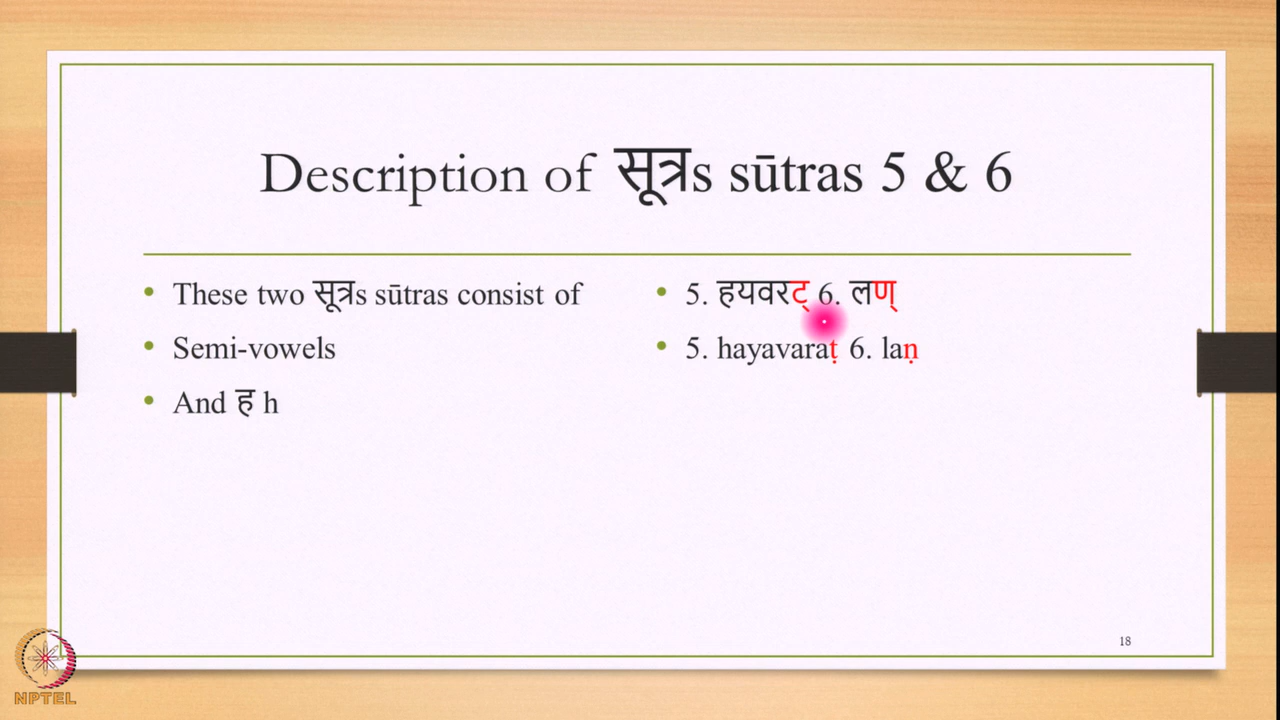 Description of सूत्रs sūtras 5 & 6
• These two सूत्रs sūtras consist of
• Semi-vowels
• And ह h
• 5. हयवरट् 6. लण्
• 5. hayavaraṭ 6. laṇ
18
NPTEL